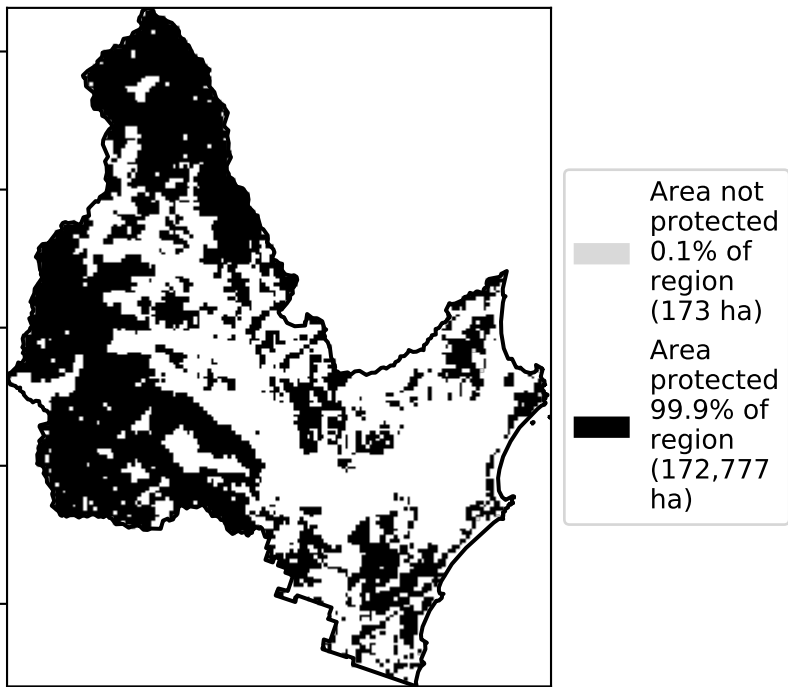 Area not
protected
0.1% of
region
(173 ha)
Area
protected
99.9% of
region
(172,777
ha)